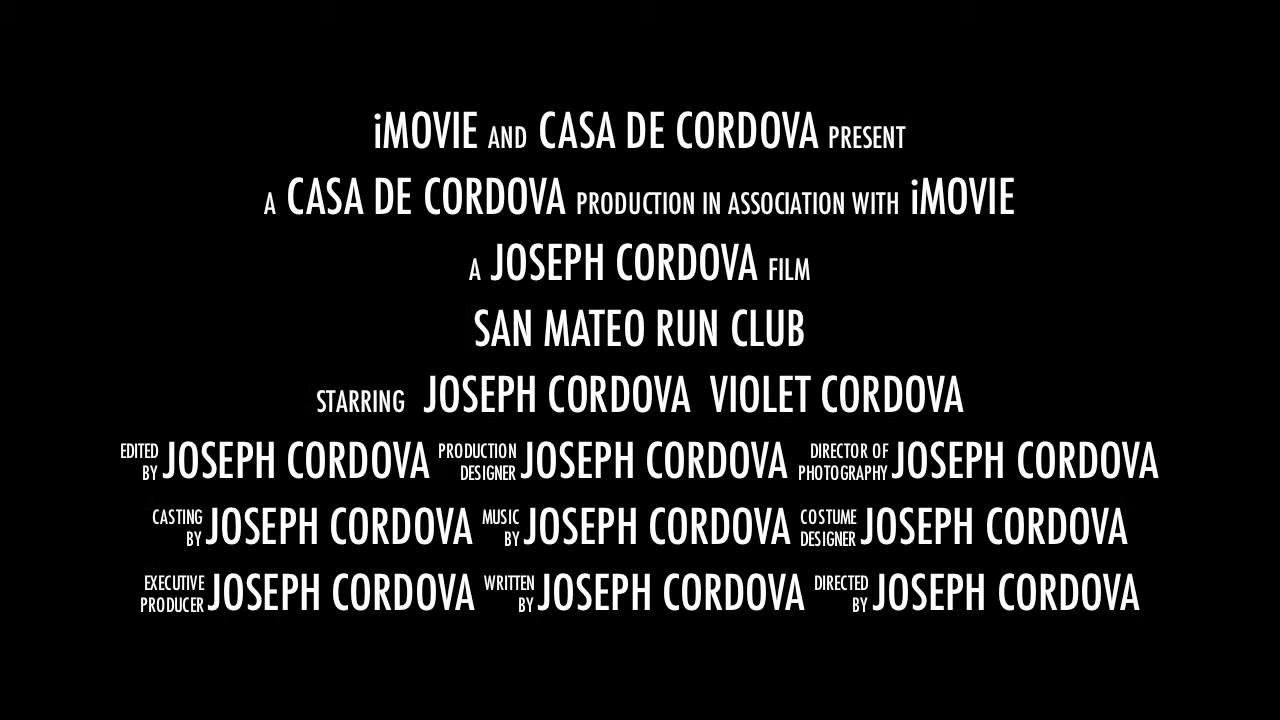 iMOVIE AND CASA DE CORDOVA PRESENT
A CASA DE CORDOVA PRODUCTION IN ASSOCIATION WITH iMOVIE
A JOSEPH CORDOVA FILM
SAN MATEO RUN CLUB
STARRING JOSEPH CORDOVA VIOLET CORDOVA
EDITED BY JOSEPH CORDOVA PRODUCTION DESIGNER JOSEPH CORDOVA DIRECTOR OF PHOTOGRAPHY JOSEPH CORDOVA
CASTING BY JOSEPH CORDOVA MUSIC BY JOSEPH CORDOVA COSTUME DESIGNER JOSEPH CORDOVA
EXECUTIVE PRODUCER JOSEPH CORDOVA WRITTEN BY JOSEPH CORDOVA DIRECTED BY JOSEPH CORDOVA